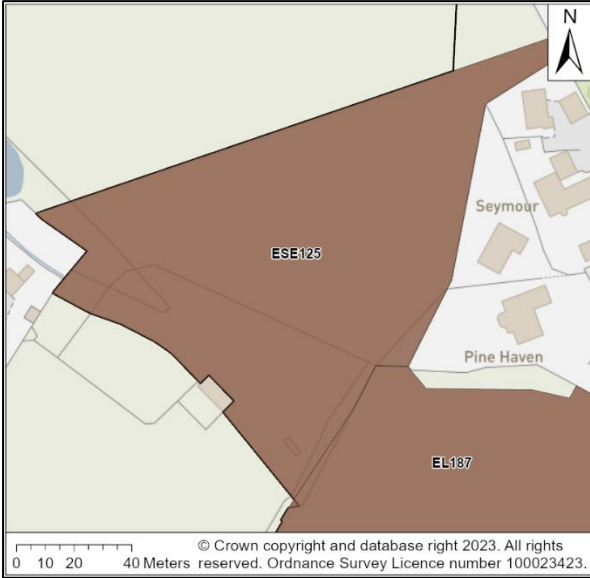 N
Seymour
ESE125
Pine Haven
EL187
© Crown copyright and database right 2023. All rights
0 10 20 40 Meters reserved. Ordnance Survey Licence number 100023423.